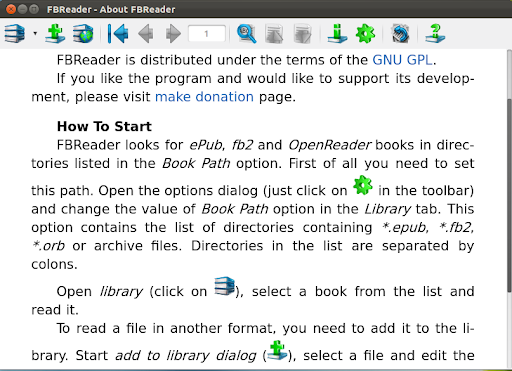 FBReader - About FBReader
1
FBReader is distributed under the terms of the GNU GPL.
If you like the program and would like to support its develop-
ment, please visit make donation page.
How To Start
FBReader looks for ePub, fb2 and OpenReader books in direc-
tories listed in the Book Path option. First of all you need to set
this path. Open the options dialog (just click on in the toolbar)
and change the value of Book Path option in the Library tab. This
option contains the list of directories containing *.epub, *.fb2,
*.orb or archive files. Directories in the list are separated by
colons.
Open library (click on ), select a book from the list and
read it.
To read a file in another format, you need to add it to the li-
brary. Start add to library dialog ( ), select a file and edit the